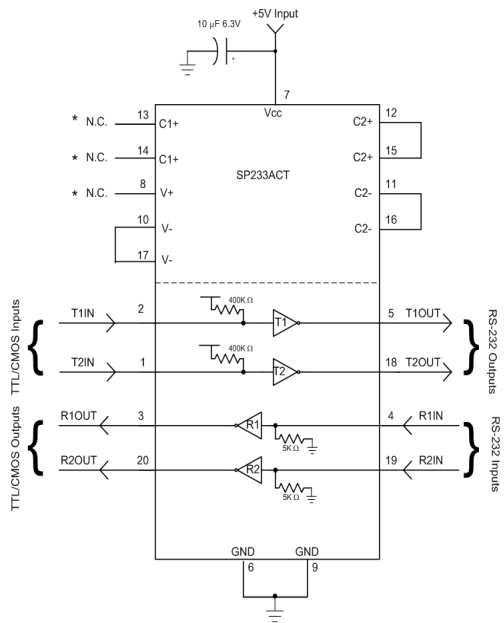 +5V Input
10 µF 6.3V
7
Vcc
* N.C. 13 C1+
* N.C. 14 C1+
* N.C. 8 V+
10 V-
17 V-
C2+ 12
C2+ 15
C2- 11
C2- 16
SP233ACT
TTL/CMOS Inputs
T1IN 2 400K Ω T1 5 T1OUT
T2IN 1 400K Ω T2 18 T2OUT
RS-232 Outputs
TTL/CMOS Outputs
R1OUT 3 R1 5K Ω 4 R1IN
R2OUT 20 R2 5K Ω 19 R2IN
RS-232 Inputs
GND GND
6 9